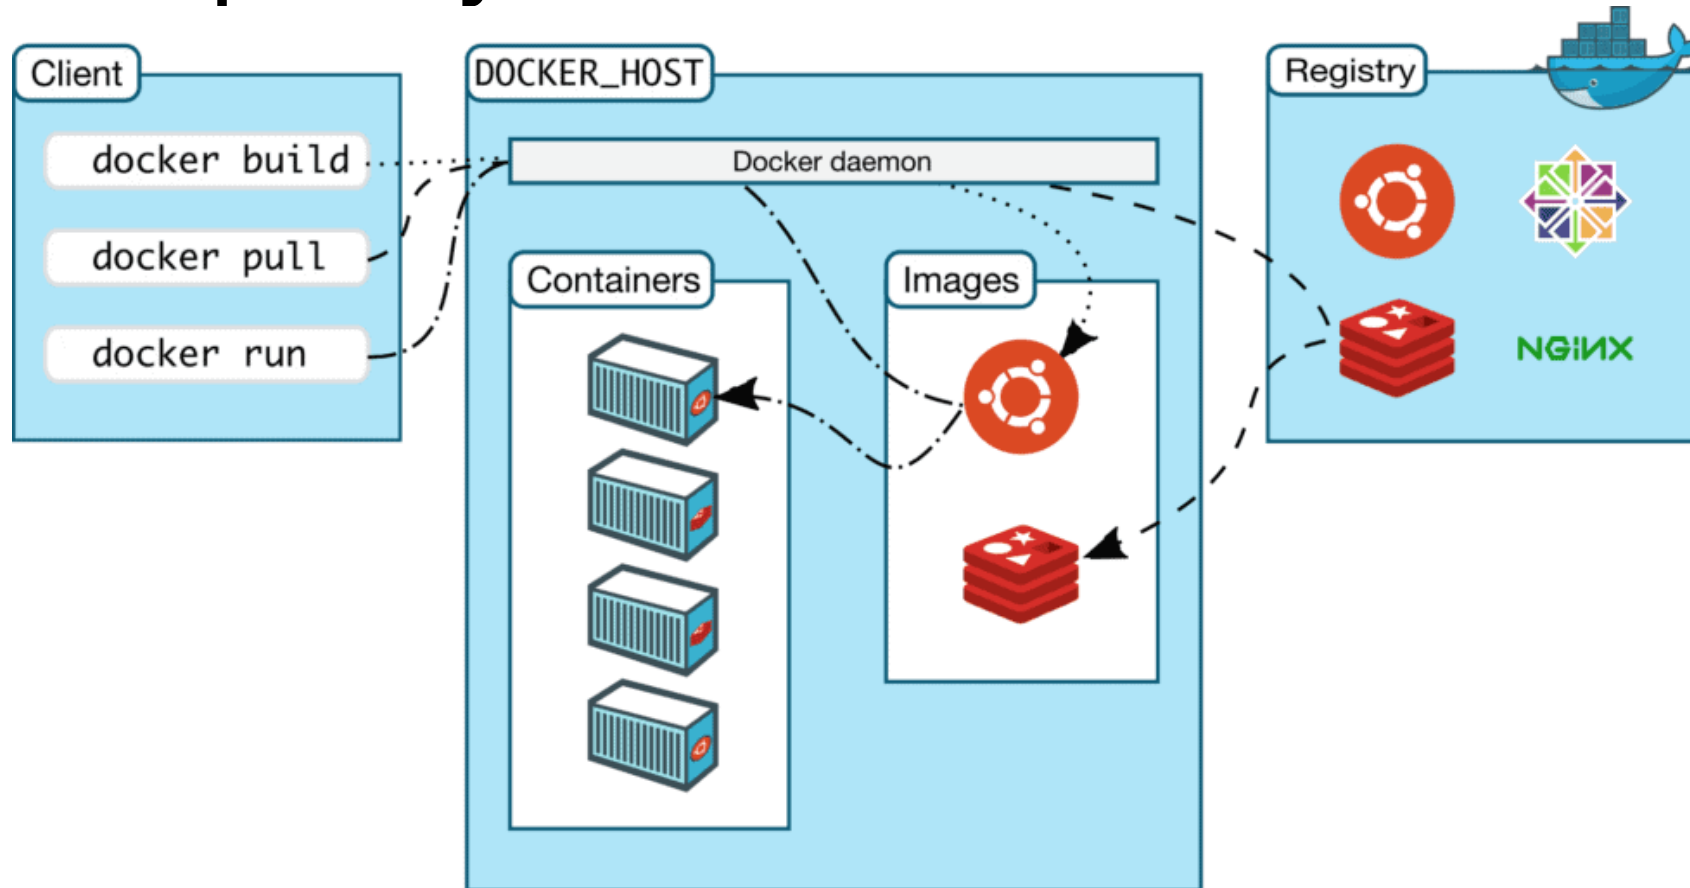 Client
docker build
docker pull
docker run
DOCKER_HOST
Docker daemon
Containers
Images
Registry
NGINX